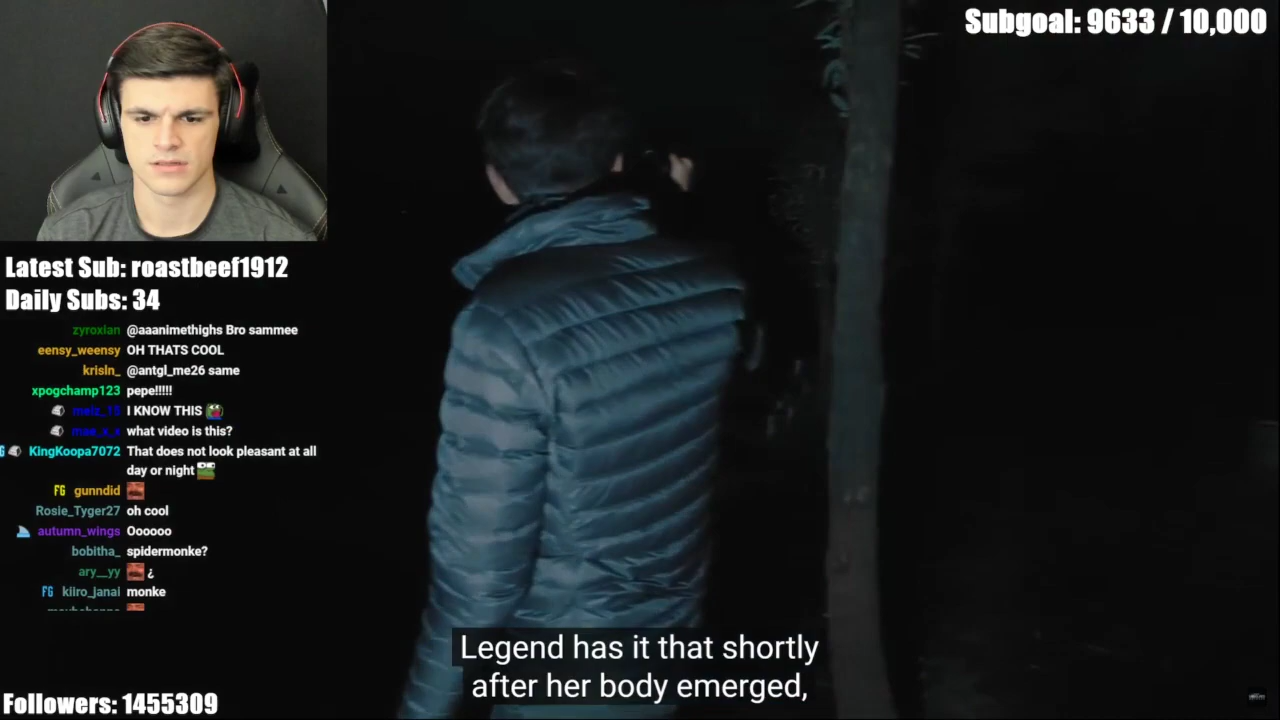 Subgoal: 9633 / 10,000
Latest Sub: roastbeef1912
Daily Subs: 34
zyroxian @aaanimethighs Bro sammee
eensy_weensy OH THATS COOL
krisln_ @antgl_me26 same
xpogchamp123 pepe!!!!!
I KNOW THIS
what video is this?
KingKoopa7072 That does not look pleasant at all
day or night
FG gunndid
Rosie_Tyger27 oh cool
autumn_wings Oooooo
bobitha_ spidermonke?
ary__yy ¿
FG kiiro_janai monke
Legend has it that shortly
after her body emerged,
Followers: 1455309